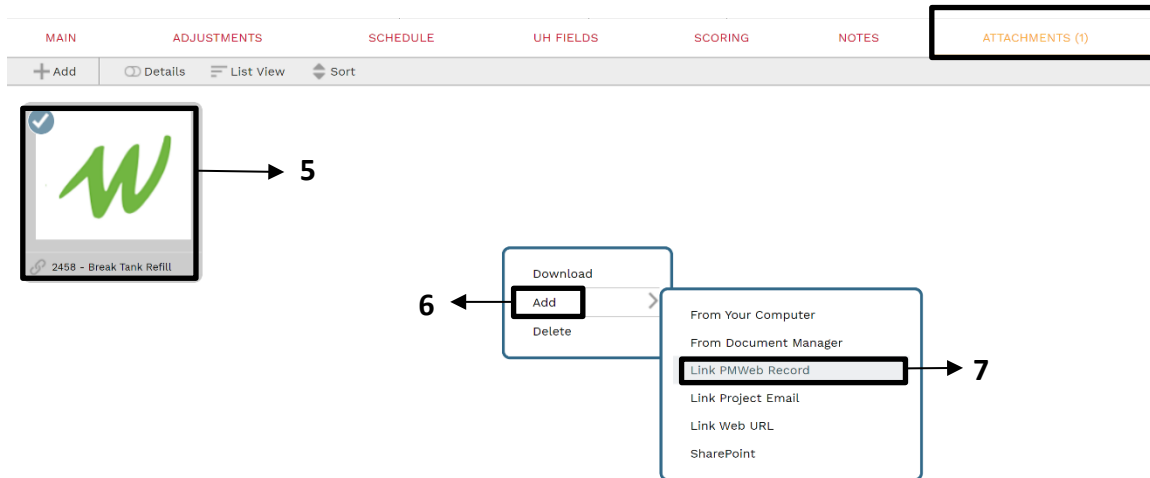 MAIN ADJUSTMENTS SCHEDULE UH FIELDS SCORING NOTES ATTACHMENTS (1)
Add Details List View Sort
5
2458 - Break Tank Refill
Download
6 Add
Delete
From Your Computer
From Document Manager
Link PMWeb Record 7
Link Project Email
Link Web URL
SharePoint